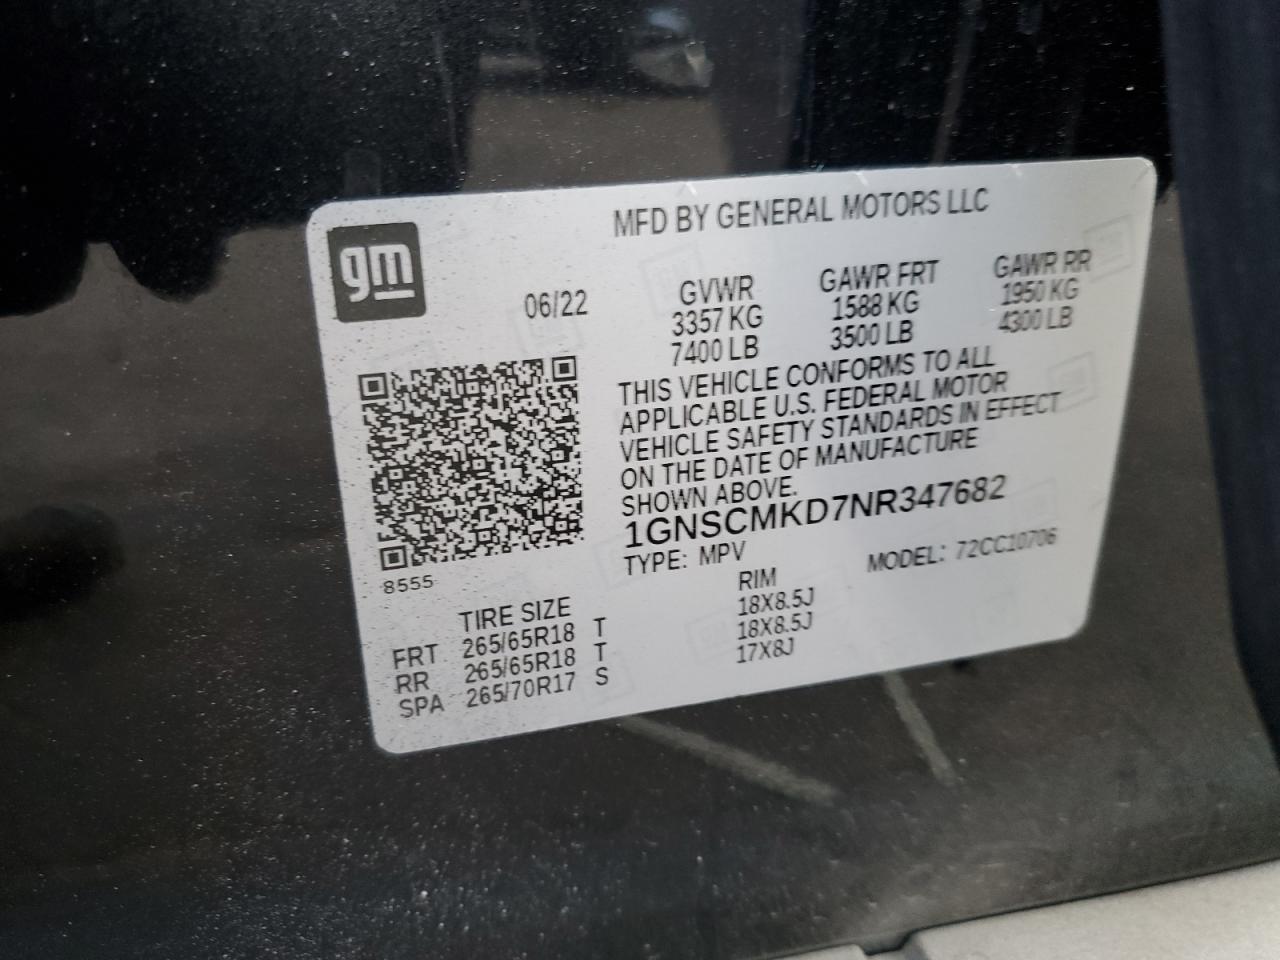 gm
MFD BY GENERAL MOTORS LLC
06/22
GVWR GAWR FRT GAWR RR
3357 KG 1588 KG 1950 KG
7400 LB 3500 LB 4300 LB
THIS VEHICLE CONFORMS TO ALL
APPLICABLE U.S. FEDERAL MOTOR
VEHICLE SAFETY STANDARDS IN EFFECT
ON THE DATE OF MANUFACTURE
SHOWN ABOVE.
1GNSCMKD7NR347682
TYPE: MPV MODEL: 72CC10706
8555
TIRE SIZE RIM
FRT 265/65R18 T 18X8.5J
RR 265/65R18 T 18X8.5J
SPA 265/70R17 S 17X8J